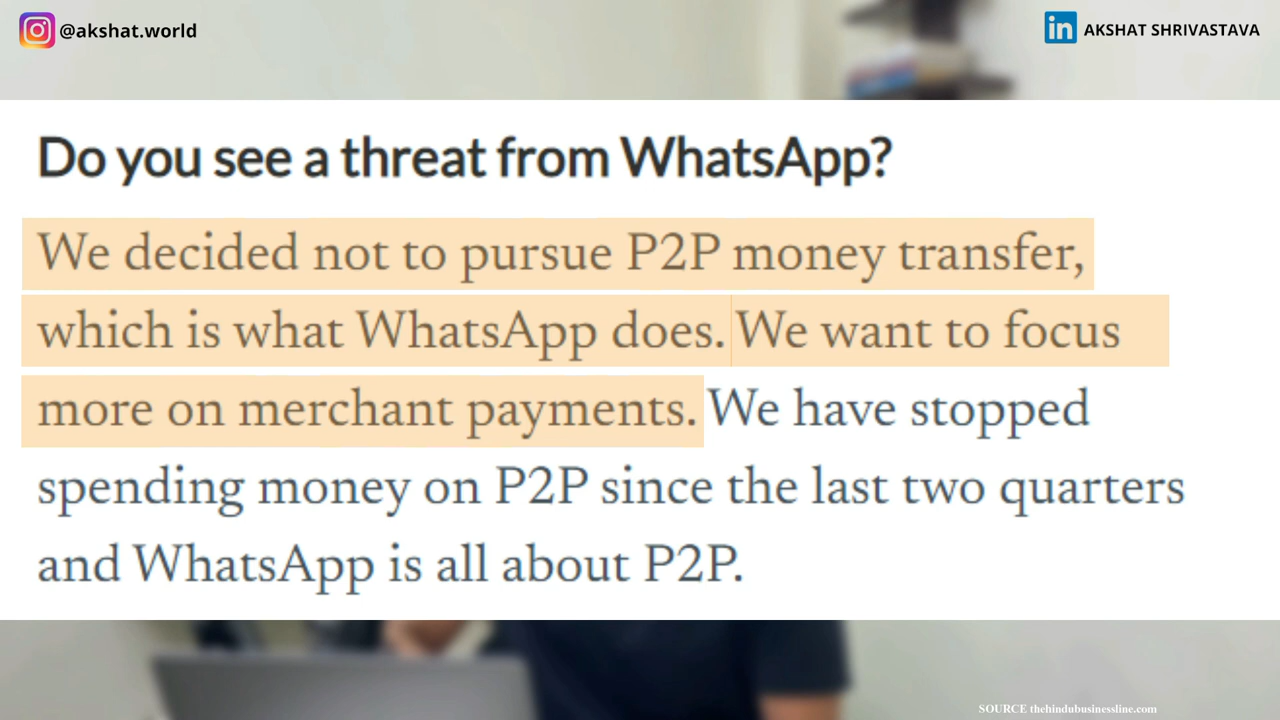 @akshat.world
AKSHAT SHRIVASTAVA
Do you see a threat from WhatsApp?
We decided not to pursue P2P money transfer,
which is what WhatsApp does. We want to focus
more on merchant payments. We have stopped
spending money on P2P since the last two quarters
and WhatsApp is all about P2P.
SOURCE thehindubusinessline.com